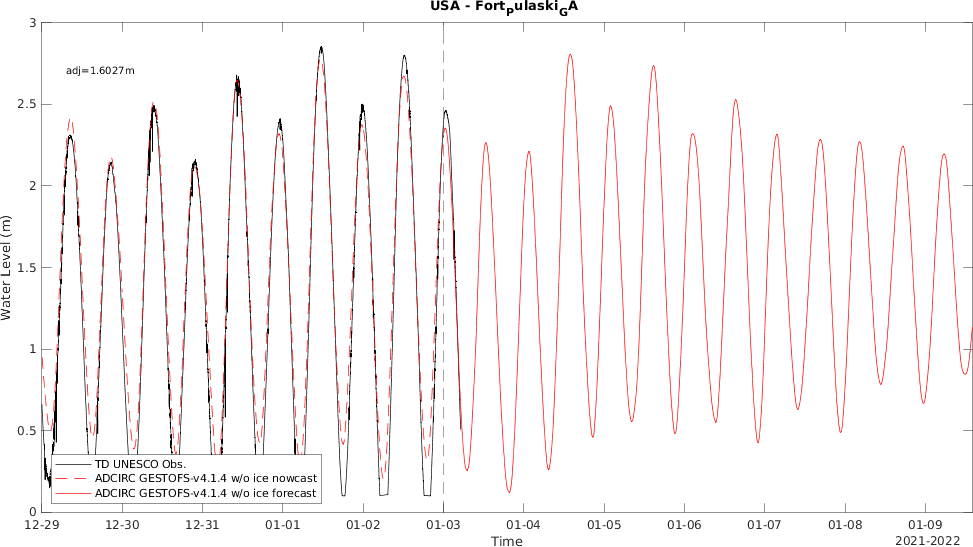 USA - FortPulaskiGA
adj=1.6027m
3
2.5
2
1.5
1
0.5
0
Water Level (m)
TD UNESCO Obs.
ADCIRC GESTOFS-v4.1.4 w/o ice nowcast
ADCIRC GESTOFS-v4.1.4 w/o ice forecast
12-29 12-30 12-31 01-01 01-02 01-03 01-04 01-05 01-06 01-07 01-08 01-09
Time
2021-2022